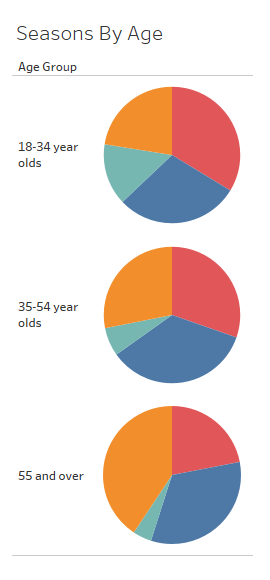 Seasons By Age
Age Group
18-34 year
olds
35-54 year
olds
55 and over